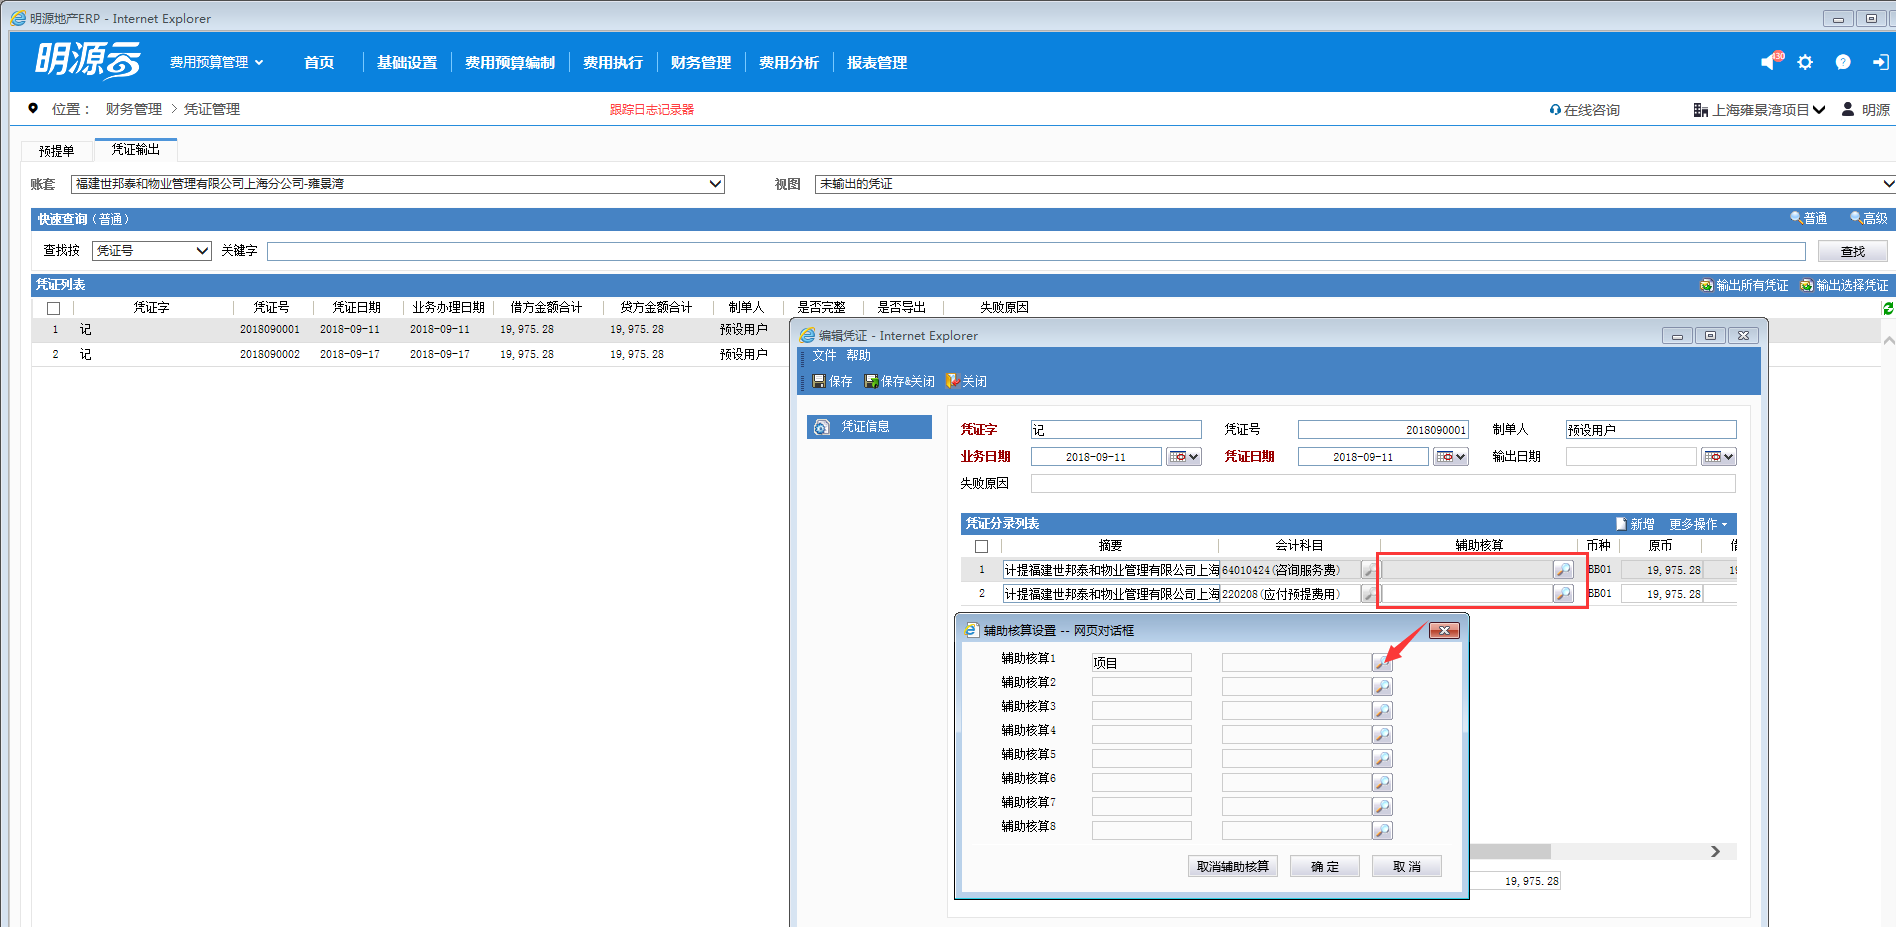 明源地产ERP - Internet Explorer
明源云 费用预算管理 首页 基础设置 费用预算编制 费用执行 财务管理 费用分析 报表管理 130
位置： 财务管理 > 凭证管理 跟踪日志记录器 在线咨询 上海雍景湾项目 明源
预提单 凭证输出
账套 福建世邦泰和物业管理有限公司上海分公司-雍景湾 视图 未输出的凭证
快速查询（普通） 普通 高级
查找按 凭证号 关键字 查找
凭证列表 输出所有凭证 输出选择凭证
凭证字 凭证号 凭证日期 业务办理日期 借方金额合计 贷方金额合计 制单人 是否完整 是否导出 失败原因
1 记 2018090001 2018-09-11 2018-09-11 19,975.28 19,975.28 预设用户
2 记 2018090002 2018-09-17 2018-09-17 19,975.28 19,975.28 预设用户
编辑凭证 - Internet Explorer
文件 帮助
保存 保存&关闭 关闭
凭证信息
凭证字 记 凭证号 2018090001 制单人 预设用户
业务日期 2018-09-11 凭证日期 2018-09-11 输出日期
失败原因
凭证分录列表 新增 更多操作
摘要 会计科目 辅助核算 币种 原币
1 计提福建世邦泰和物业管理有限公司上海 64010424(咨询服务费) BB01 19,975.28 19
2 计提福建世邦泰和物业管理有限公司上海 220208(应付预提费用) BB01 19,975.28
辅助核算设置 -- 网页对话框
辅助核算1 项目
辅助核算2
辅助核算3
辅助核算4
辅助核算5
辅助核算6
辅助核算7
辅助核算8
取消辅助核算 确 定 取 消
19,975.28